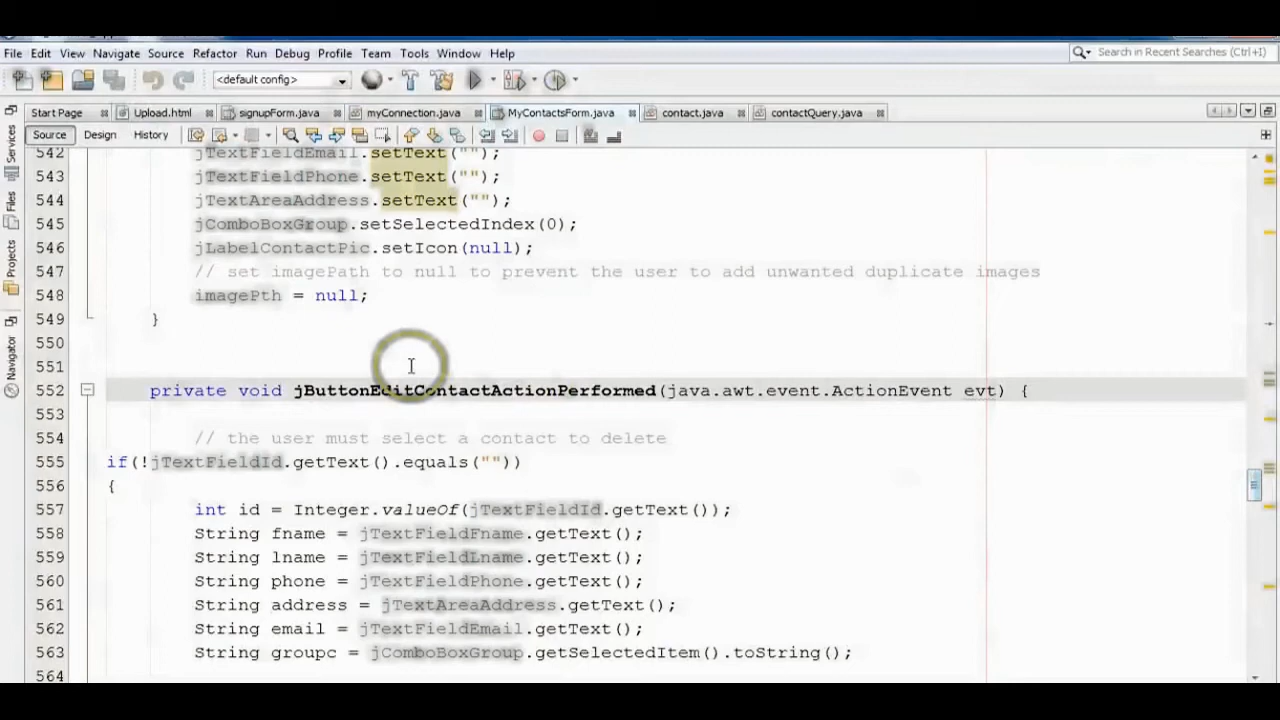 File Edit View Navigate Source Refactor Run Debug Profile Team Tools Window Help
Search in Recent Searches (Ctrl+I)
<default config>
Start Page Upload.html signupForm.java myConnection.java MyContactsForm.java contact.java contactQuery.java
Source Design History
Services
Files
Projects
Navigator
542 jTextFieldEmail.setText("");
543 jTextFieldPhone.setText("");
544 jTextAreaAddress.setText("");
545 jComboBoxGroup.setSelectedIndex(0);
546 jLabelContactPic.setIcon(null);
547 // set imagePath to null to prevent the user to add unwanted duplicate images
548 imagePth = null;
549 }
550
551
552 private void jButtonEditContactActionPerformed(java.awt.event.ActionEvent evt) {
553
554 // the user must select a contact to delete
555 if(!jTextFieldId.getText().equals(""))
556 {
557 int id = Integer.valueOf(jTextFieldId.getText());
558 String fname = jTextFieldFname.getText();
559 String lname = jTextFieldLname.getText();
560 String phone = jTextFieldPhone.getText();
561 String address = jTextAreaAddress.getText();
562 String email = jTextFieldEmail.getText();
563 String groupc = jComboBoxGroup.getSelectedItem().toString();
564